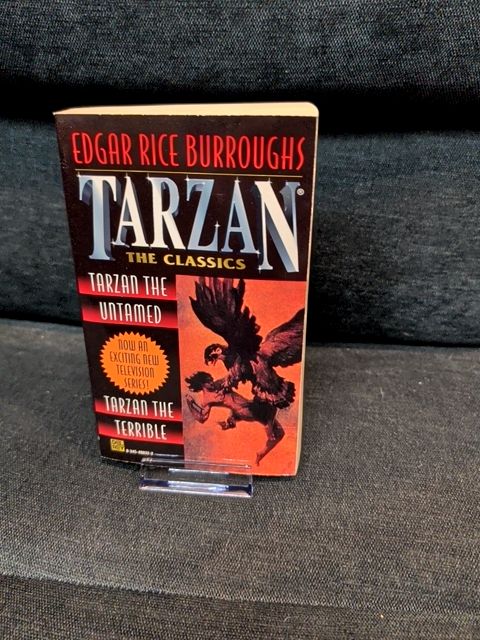 EDGAR RICE BURROUGHS
TARZAN®
THE CLASSICS
TARZAN THE
UNTAMED
NOW AN
EXCITING NEW
TELEVISION
SERIES!
TARZAN THE
TERRIBLE